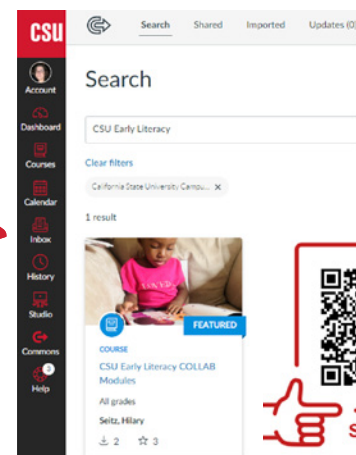 CSU
Search Shared Imported Updates (0)
Account
Search
Dashboard
CSU Early Literacy
Courses
Clear filters
California State University Campu... ×
Calendar
1 result
Inbox
History
Studio
FEATURED
Commons
COURSE
CSU Early Literacy COLLAB
Modules
3
Help
All grades
Seitz, Hilary
2 3
S